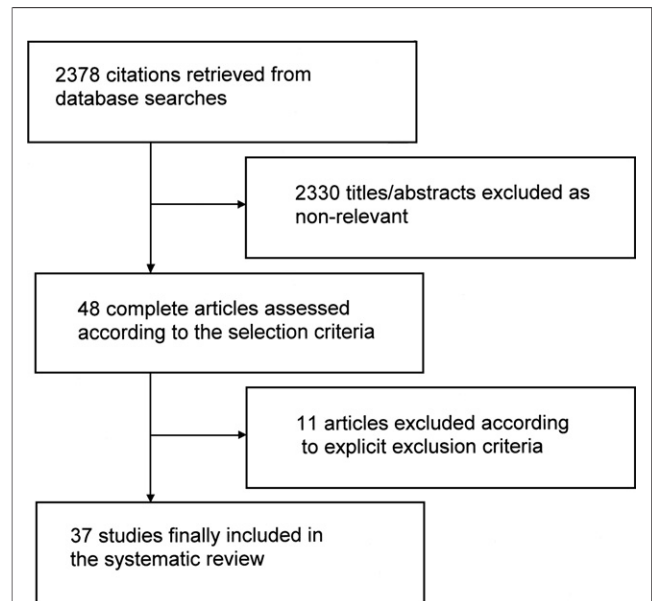 2378 citations retrieved from
database searches
2330 titles/abstracts excluded as
non-relevant
48 complete articles assessed
according to the selection criteria
11 articles excluded according
to explicit exclusion criteria
37 studies finally included in
the systematic review